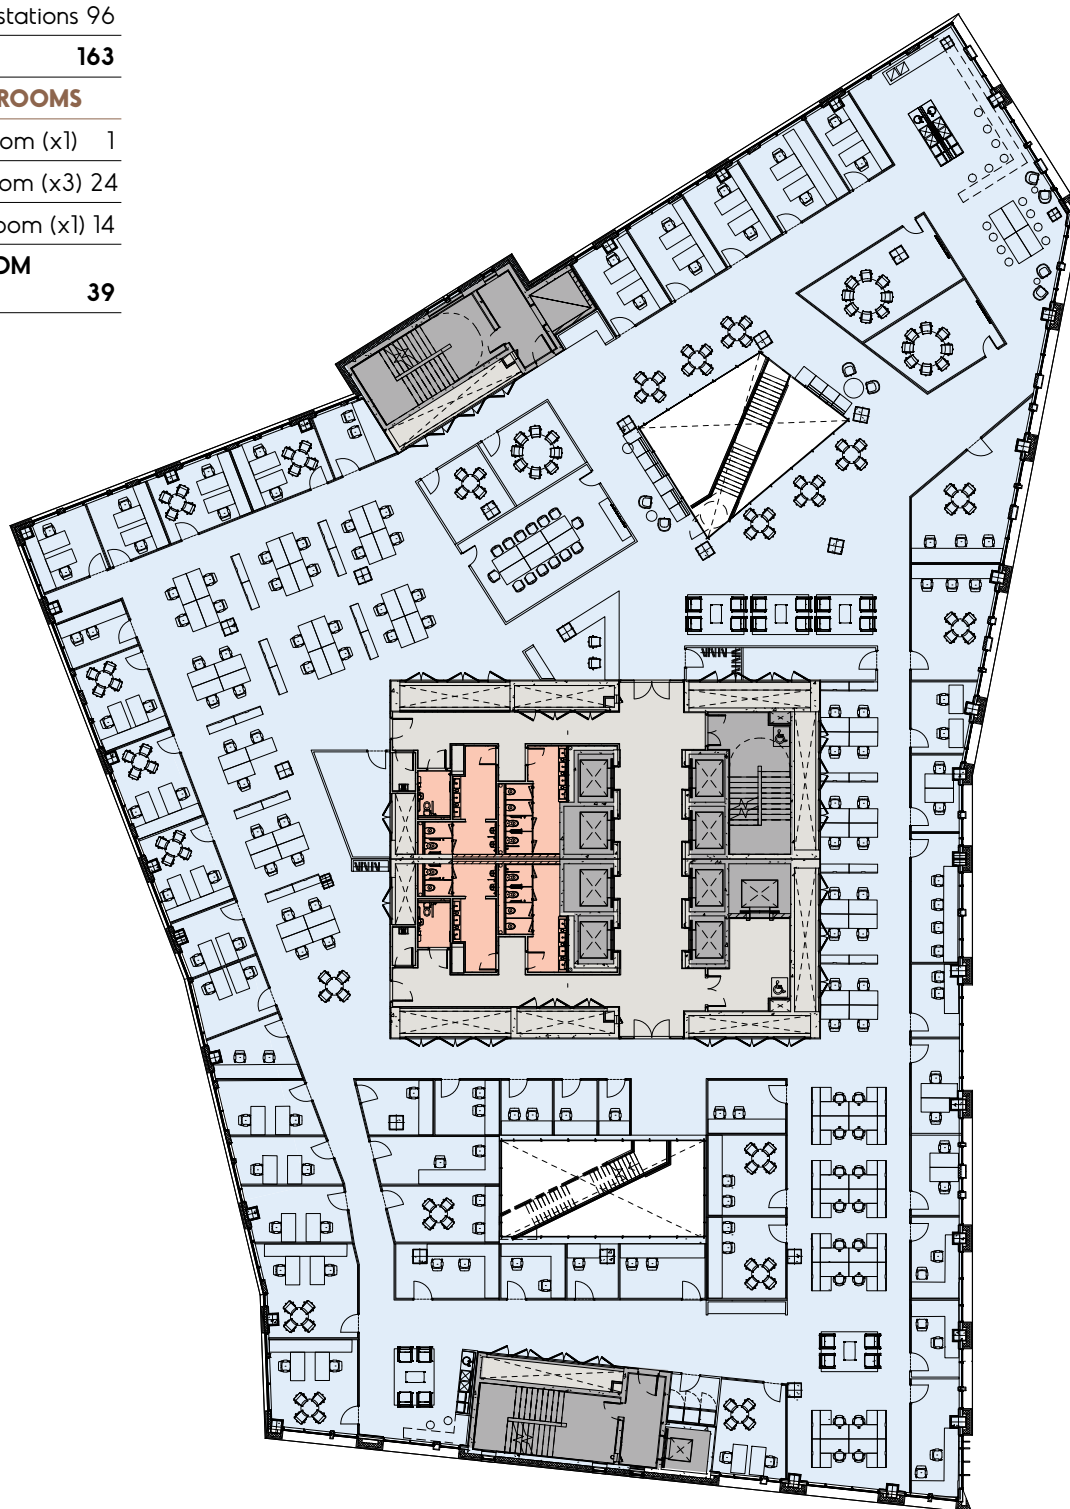 stations 96
163
ROOMS
om (x1) 1
om (x3) 24
oom (x1) 14
OM
39